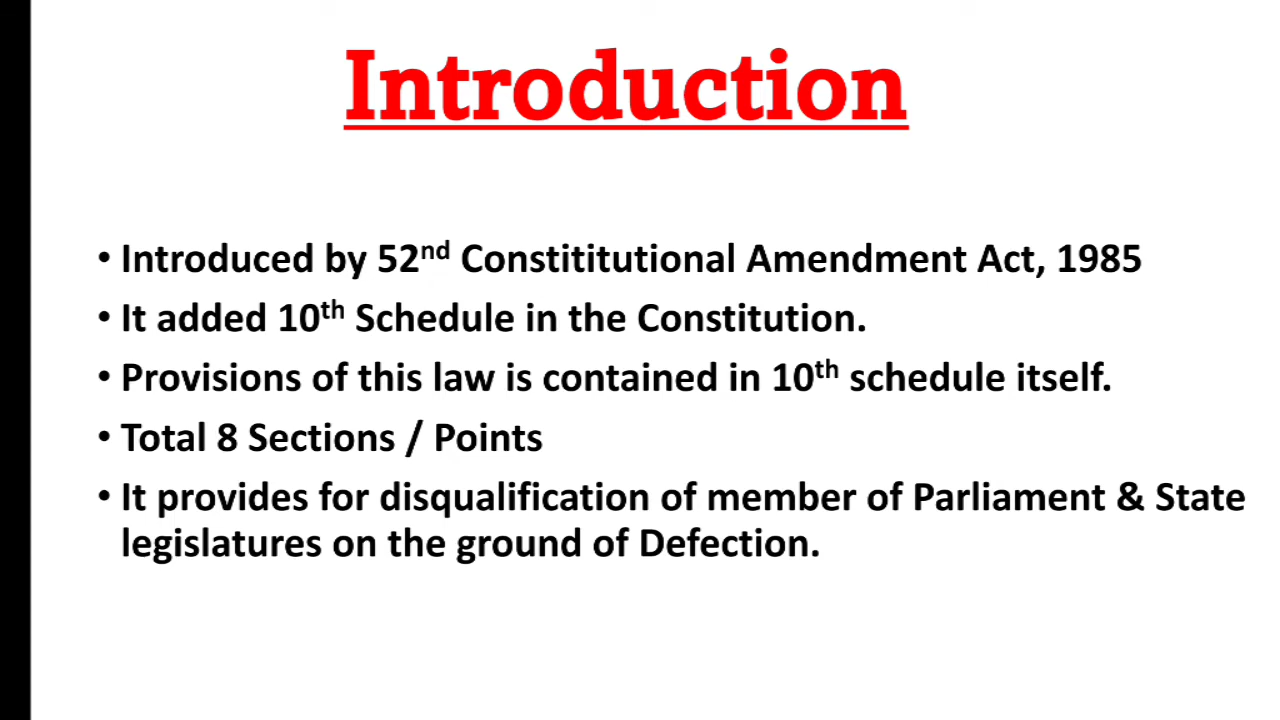 Introduction
• Introduced by 52nd Constititutional Amendment Act, 1985
• It added 10th Schedule in the Constitution.
• Provisions of this law is contained in 10th schedule itself.
• Total 8 Sections / Points
• It provides for disqualification of member of Parliament & State
legislatures on the ground of Defection.